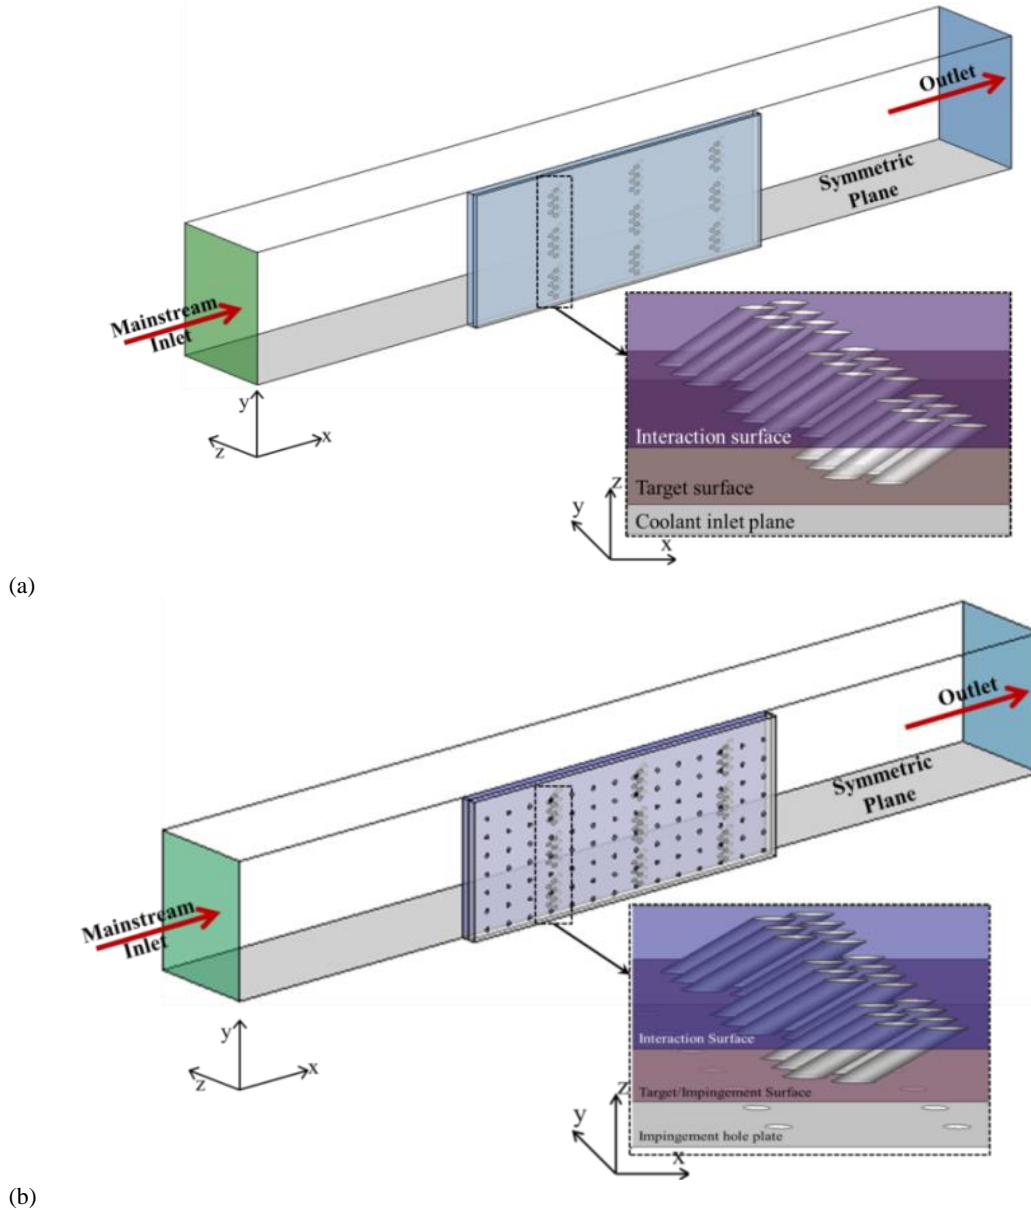 Outlet
Symmetric
Plane
Mainstream
Inlet
y
x
z
Interaction surface
Target surface
Coolant inlet plane
z
y
x
(a)
Outlet
Symmetric
Plane
Mainstream
Inlet
y
x
z
Interaction Surface
Target/Impingement Surface
Impingement hole plate
z
y
x
(b)